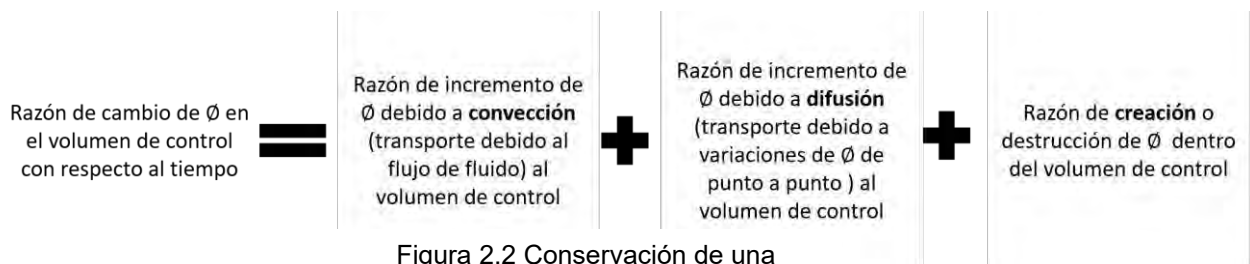 Razón de cambio de Ø en
el volumen de control
con respecto al tiempo
=
Razón de incremento de
Ø debido a convección
(transporte debido al
flujo de fluido) al
volumen de control
+
Razón de incremento de
Ø debido a difusión
(transporte debido a
variaciones de Ø de
punto a punto ) al
volumen de control
+
Razón de creación o
destrucción de Ø dentro
del volumen de control
Figura 2.2 Conservación de una